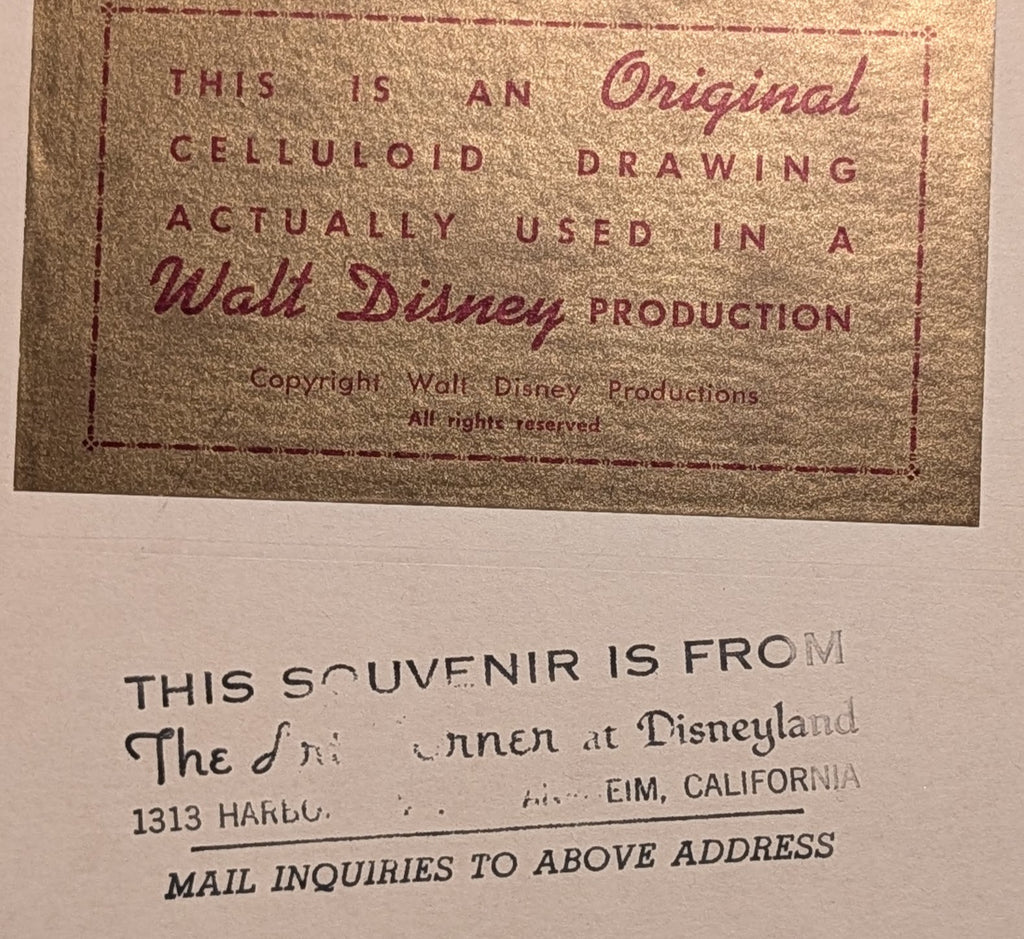 THIS IS AN Original
CELLULOID DRAWING
ACTUALLY USED IN A
Walt Disney PRODUCTION
Copyright Walt Disney Productions
All rights reserved
THIS SOUVENIR IS FROM
The at Disneyland
1313 CALIFORNIA
MAIL INQUIRIES TO ABOVE ADDRESS